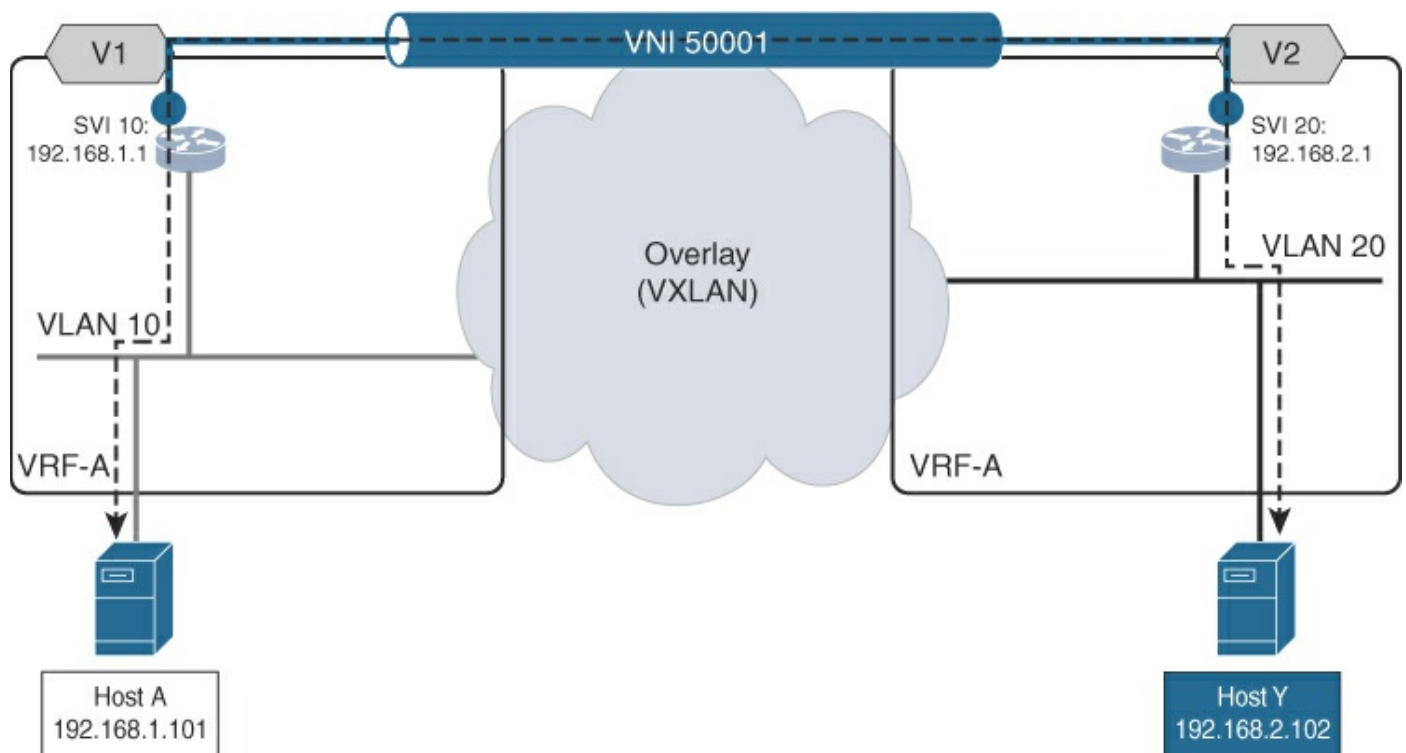 V1
VNI 50001
V2
SVI 10:
192.168.1.1
SVI 20:
192.168.2.1
Overlay
(VXLAN)
VLAN 10
VLAN 20
VRF-A
VRF-A
Host A
192.168.1.101
Host Y
192.168.2.102